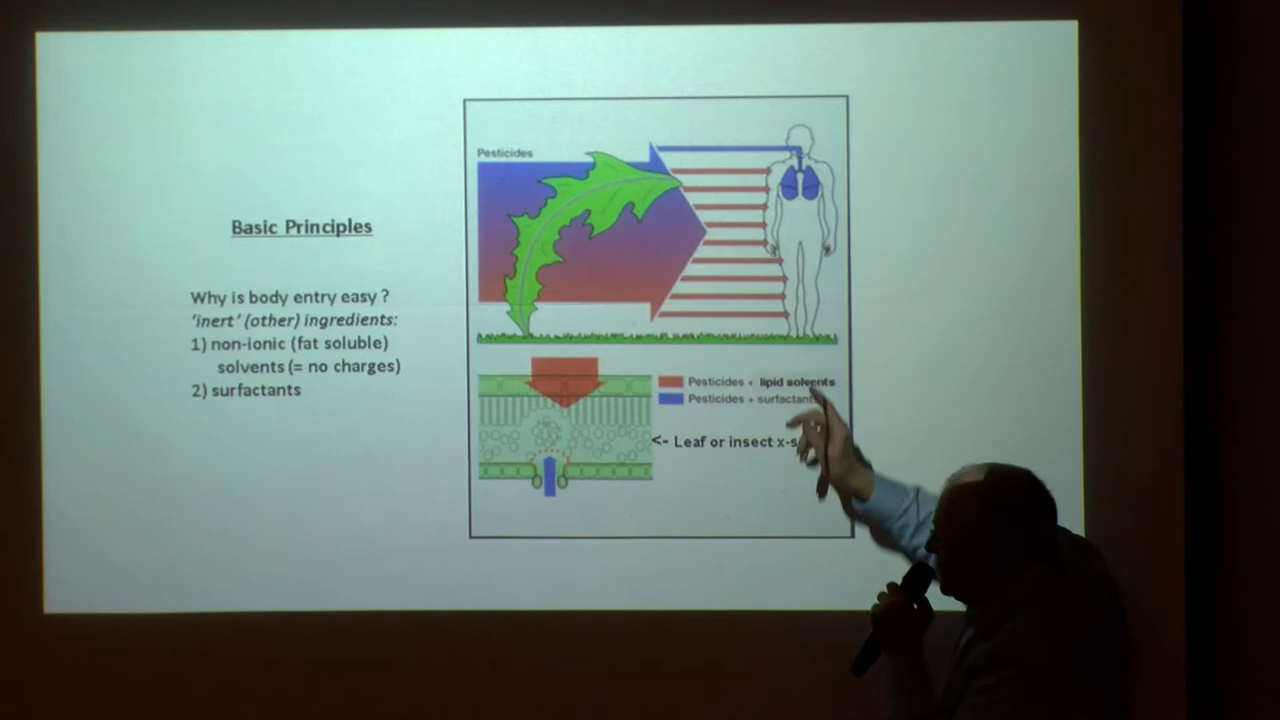 Basic Principles
Why is body entry easy ?
'inert' (other) ingredients:
1) non-ionic (fat soluble)
solvents (= no charges)
2) surfactants
Pesticides
Pesticides + lipid solvents
Pesticides + surfactant
<- Leaf or insect x-s